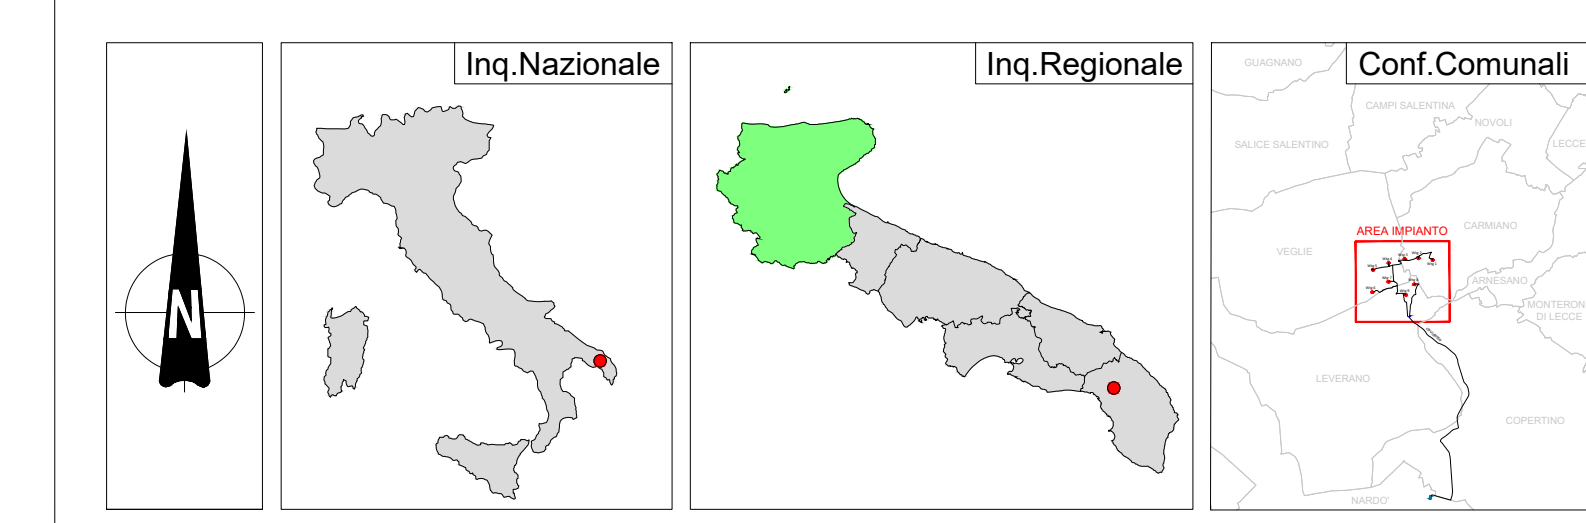 N
Inq.Nazionale
Inq.Regionale
Conf.Comunali
GUAGNANO
CAMPI SALENTINA
NOVOLI
SALICE SALENTINO
LECCE
CARMIANO
AREA IMPIANTO
VEGLIE
ARNESANO
MONTERON
DI LECCE
LEVERANO
COPERTINO
NARDO'